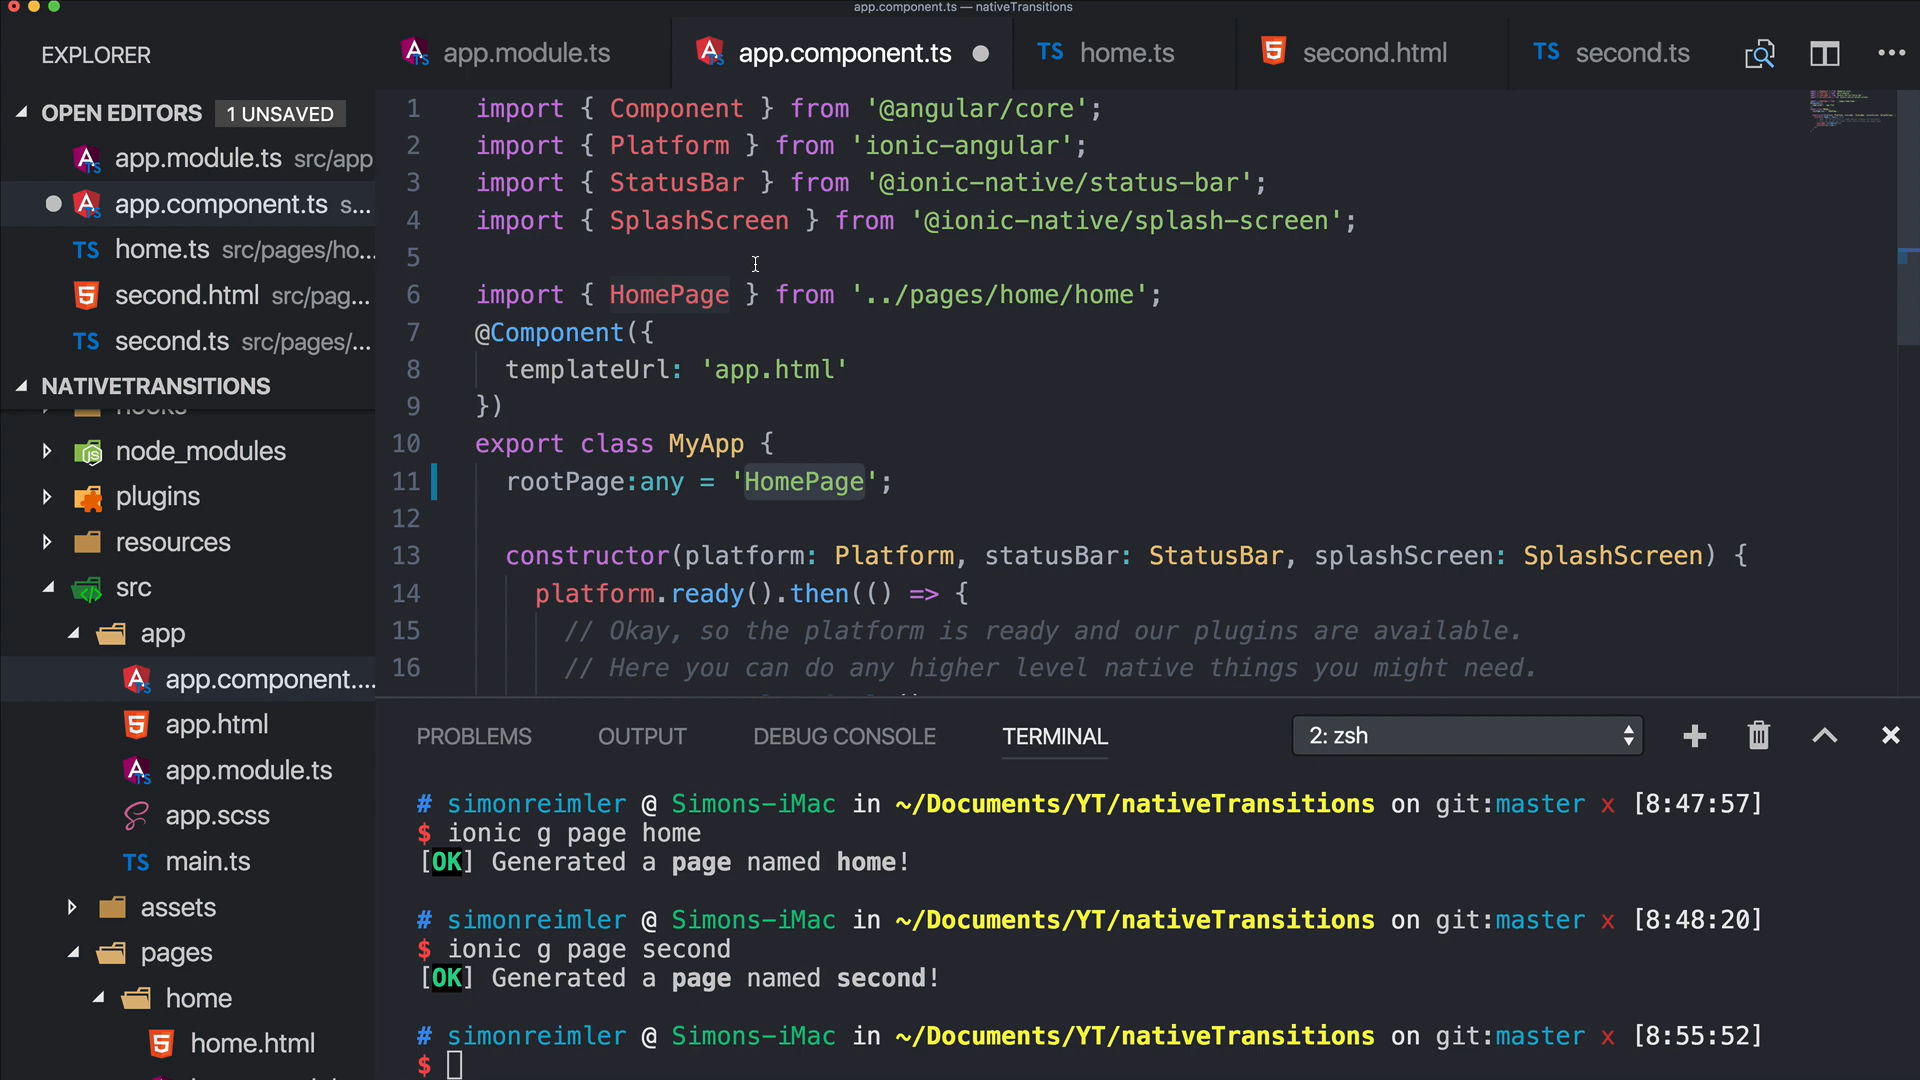 app.component.ts — nativeTransitions
EXPLORER
OPEN EDITORS 1 UNSAVED
app.module.ts src/app
app.component.ts s...
home.ts src/pages/ho...
second.html src/pag...
second.ts src/pages/...
NATIVETRANSITIONS
hooks
node_modules
plugins
resources
src
app
app.component....
app.html
app.module.ts
app.scss
TS main.ts
assets
pages
home
home.html
app.module.ts
app.component.ts
TS home.ts
second.html
TS second.ts
1 import { Component } from '@angular/core';
2 import { Platform } from 'ionic-angular';
3 import { StatusBar } from '@ionic-native/status-bar';
4 import { SplashScreen } from '@ionic-native/splash-screen';
5
6 import { HomePage } from '../pages/home/home';
7 @Component({
8 templateUrl: 'app.html'
9 })
10 export class MyApp {
11 rootPage:any = 'HomePage';
12
13 constructor(platform: Platform, statusBar: StatusBar, splashScreen: SplashScreen) {
14 platform.ready().then(() => {
15 // Okay, so the platform is ready and our plugins are available.
16 // Here you can do any higher level native things you might need.
PROBLEMS OUTPUT DEBUG CONSOLE TERMINAL 2: zsh
# simonreimler @ Simons-iMac in ~/Documents/YT/nativeTransitions on git:master x [8:47:57]
$ ionic g page home
[OK] Generated a page named home!
# simonreimler @ Simons-iMac in ~/Documents/YT/nativeTransitions on git:master x [8:48:20]
$ ionic g page second
[OK] Generated a page named second!
# simonreimler @ Simons-iMac in ~/Documents/YT/nativeTransitions on git:master x [8:55:52]
$